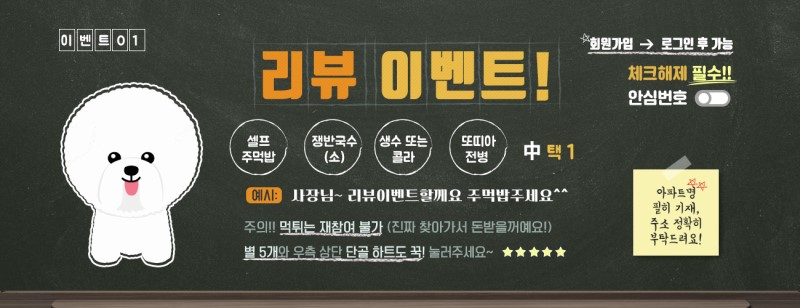 이벤트01
리뷰 이벤트!
회원가입 → 로그인 후 가능
체크해제 필수!!
안심번호
셀프
주먹밥
쟁반국수
(소)
생수 또는
콜라
또띠아
전병
中 택 1
예시: 사장님~ 리뷰이벤트할께요 주먹밥주세요^^
주의!! 먹튀는 재참여 불가 (진짜 찾아가서 돈받을꺼예요!)
별 5개와 우측 상단 단골 하트도 꾹! 눌러주세요~ ★★★★★
아파트명
필히 기재,
주소 정확히
부탁드려요!